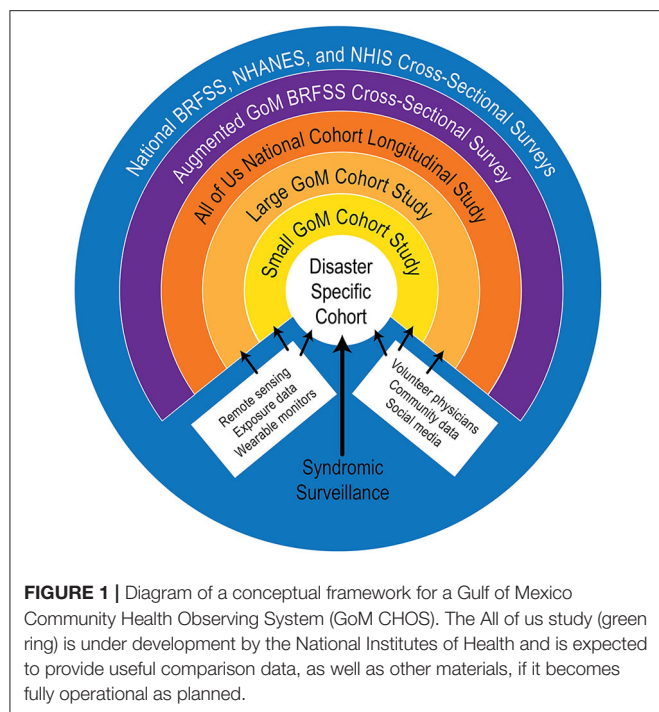 National BRFSS, NHANES, and NHIS Cross-Sectional Surveys
Augmented GoM BRFSS Cross-Sectional Survey
All of Us National Cohort Longitudinal Study
Large GoM Cohort Study
Small GoM Cohort Study
Disaster
Specific
Cohort
Remote sensing
Exposure data
Wearable monitors
Volunteer physicians
Community data
Social media
Syndromic
Surveillance
FIGURE 1 | Diagram of a conceptual framework for a Gulf of Mexico
Community Health Observing System (GoM CHOS). The All of us study (green
ring) is under development by the National Institutes of Health and is expected
to provide useful comparison data, as well as other materials, if it becomes
fully operational as planned.